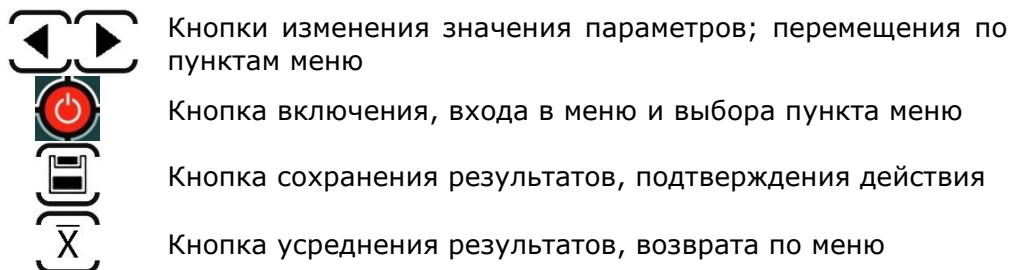 Кнопки изменения значения параметров; перемещения по
пунктам меню
Кнопка включения, входа в меню и выбора пункта меню
Кнопка сохранения результатов, подтверждения действия
X̅ Кнопка усреднения результатов, возврата по меню